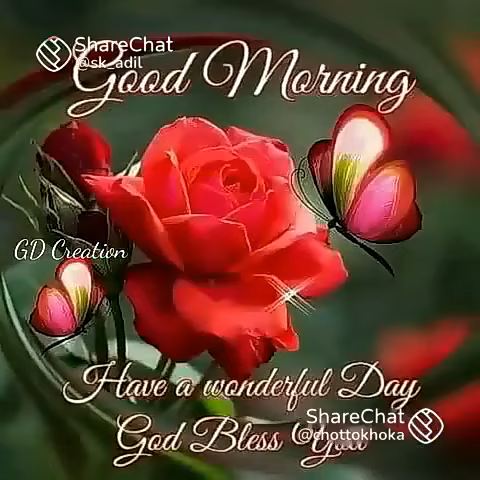 ShareChat
@sk_adil
Good Morning
GD Creation
Have a wonderful Day
ShareChat
@chottokhoka
God Bless You